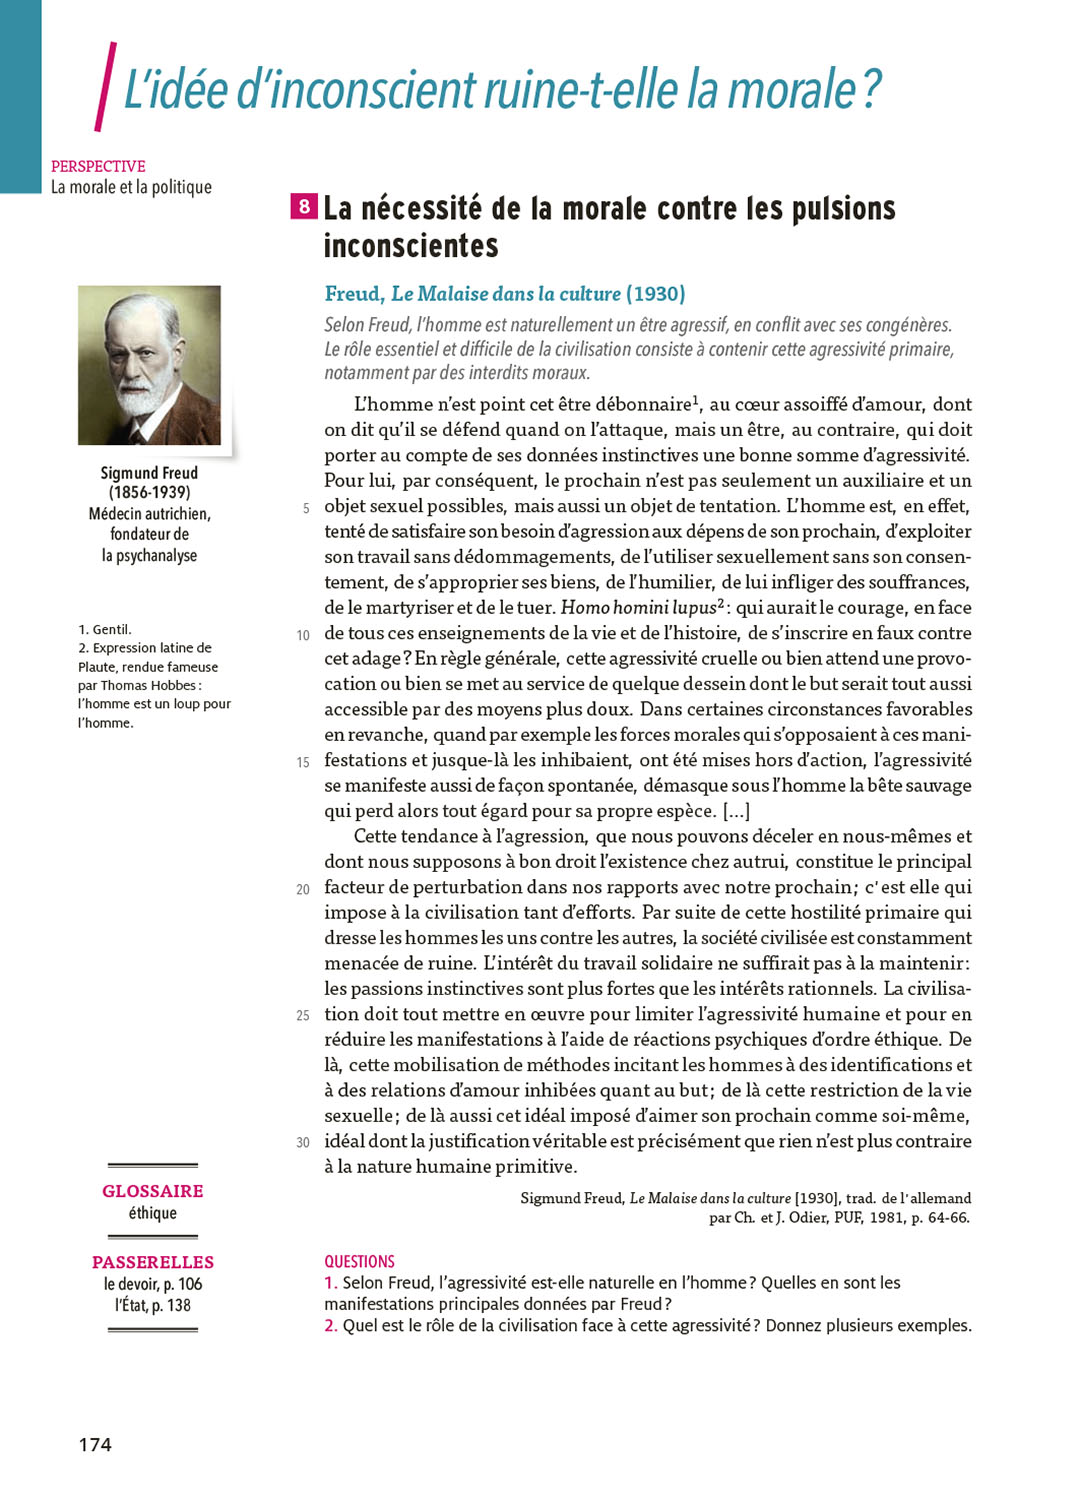 L’idée d’inconscient ruine-t-elle la morale ?
PERSPECTIVE
La morale et la politique
8 La nécessité de la morale contre les pulsions
inconscientes
Freud, Le Malaise dans la culture (1930)
Selon Freud, l’homme est naturellement un être agressif, en conflit avec ses congénères.
Le rôle essentiel et difficile de la civilisation consiste à contenir cette agressivité primaire,
notamment par des interdits moraux.
L’homme n’est point cet être débonnaire1, au cœur assoiffé d’amour, dont
on dit qu’il se défend quand on l’attaque, mais un être, au contraire, qui doit
porter au compte de ses données instinctives une bonne somme d’agressivité.
Pour lui, par conséquent, le prochain n’est pas seulement un auxiliaire et un
5 objet sexuel possibles, mais aussi un objet de tentation. L’homme est, en effet,
tenté de satisfaire son besoin d’agression aux dépens de son prochain, d’exploiter
son travail sans dédommagements, de l’utiliser sexuellement sans son consen-
tement, de s’approprier ses biens, de l’humilier, de lui infliger des souffrances,
de le martyriser et de le tuer. Homo homini lupus2 : qui aurait le courage, en face
10 de tous ces enseignements de la vie et de l’histoire, de s’inscrire en faux contre
cet adage ? En règle générale, cette agressivité cruelle ou bien attend une provo-
cation ou bien se met au service de quelque dessein dont le but serait tout aussi
accessible par des moyens plus doux. Dans certaines circonstances favorables
en revanche, quand par exemple les forces morales qui s’opposaient à ces mani-
15 festations et jusque-là les inhibaient, ont été mises hors d’action, l’agressivité
se manifeste aussi de façon spontanée, démasque sous l’homme la bête sauvage
qui perd alors tout égard pour sa propre espèce. [...]
Cette tendance à l’agression, que nous pouvons déceler en nous-mêmes et
dont nous supposons à bon droit l’existence chez autrui, constitue le principal
20 facteur de perturbation dans nos rapports avec notre prochain ; c'est elle qui
impose à la civilisation tant d’efforts. Par suite de cette hostilité primaire qui
dresse les hommes les uns contre les autres, la société civilisée est constamment
menacée de ruine. L’intérêt du travail solidaire ne suffirait pas à la maintenir :
les passions instinctives sont plus fortes que les intérêts rationnels. La civilisa-
25 tion doit tout mettre en œuvre pour limiter l’agressivité humaine et pour en
réduire les manifestations à l’aide de réactions psychiques d’ordre éthique. De
là, cette mobilisation de méthodes incitant les hommes à des identifications et
à des relations d’amour inhibées quant au but ; de là cette restriction de la vie
sexuelle ; de là aussi cet idéal imposé d’aimer son prochain comme soi-même,
30 idéal dont la justification véritable est précisément que rien n’est plus contraire
à la nature humaine primitive.
Sigmund Freud, Le Malaise dans la culture [1930], trad. de l'allemand
par Ch. et J. Odier, PUF, 1981, p. 64-66.
QUESTIONS
1. Selon Freud, l’agressivité est-elle naturelle en l’homme ? Quelles en sont les
manifestations principales données par Freud ?
2. Quel est le rôle de la civilisation face à cette agressivité ? Donnez plusieurs exemples.
Sigmund Freud
(1856-1939)
Médecin autrichien,
fondateur de
la psychanalyse
1. Gentil.
2. Expression latine de
Plaute, rendue fameuse
par Thomas Hobbes :
l’homme est un loup pour
l’homme.
GLOSSAIRE
éthique
PASSERELLES
le devoir, p. 106
l’État, p. 138
174